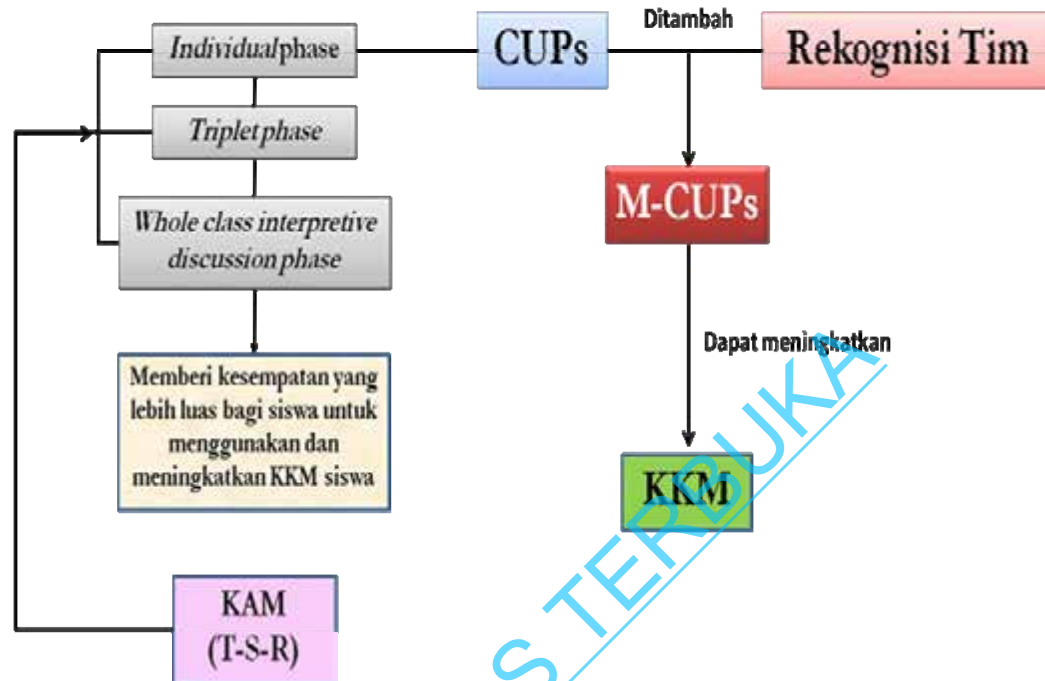 Individual phase
CUPs
Ditambah
Rekognisi Tim
Triplet phase
Whole class interpretive
discussion phase
M-CUPs
Dapat meningkatkan
Memberi kesempatan yang
lebih luas bagi siswa untuk
menggunakan dan
meningkatkan KKM siswa
KKM
KAM
(T-S-R)
S TERBUKA